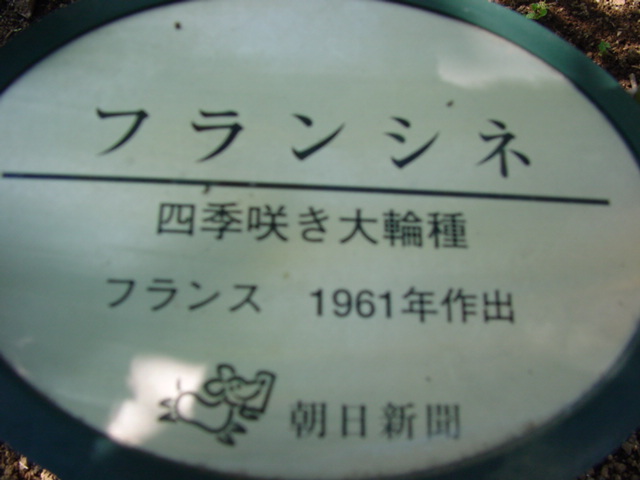 フランシネ
四季咲き大輪種
フランス 1961年作出
朝日新聞